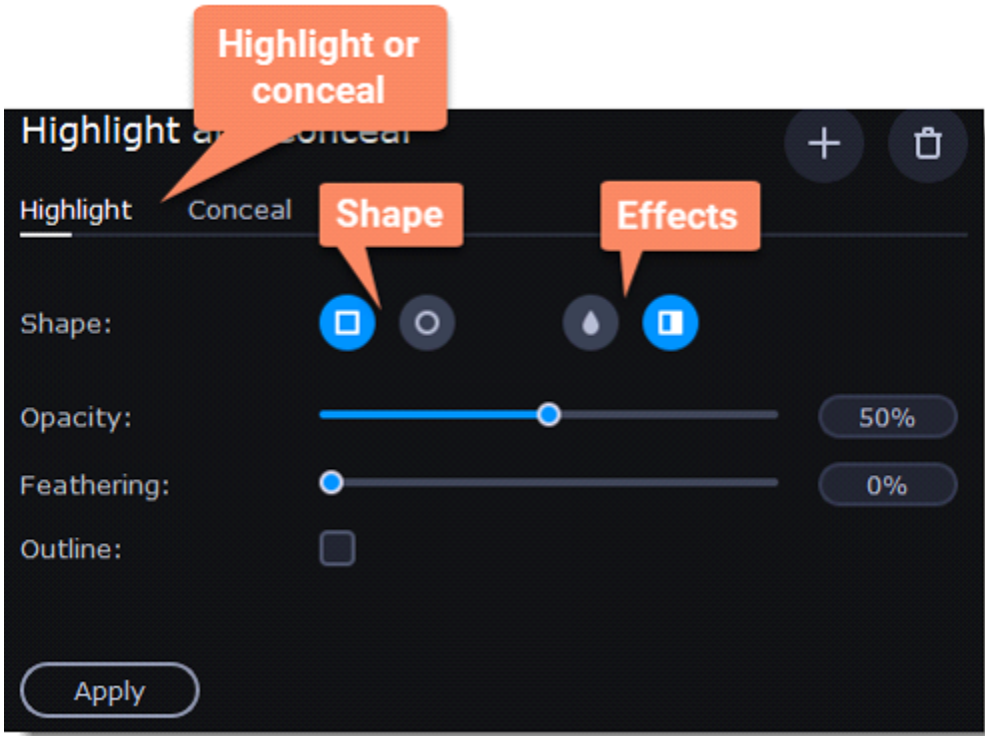 Highlight or
conceal
Highlight a conceal
Highlight Conceal Shape Effects
Shape:
Opacity: 50%
Feathering: 0%
Outline:
Apply